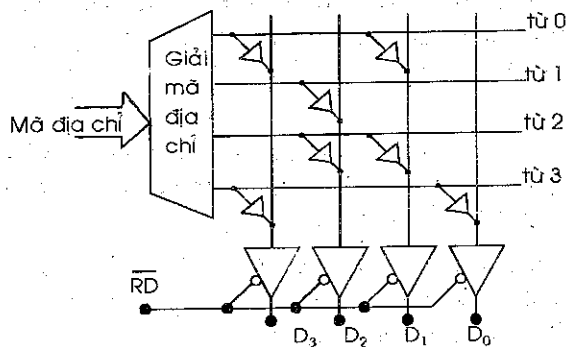 từ 0
Giải
mã
địa
chỉ
từ 1
Mã địa chỉ
từ 2
từ 3
RD
D3 D2 D1 D0